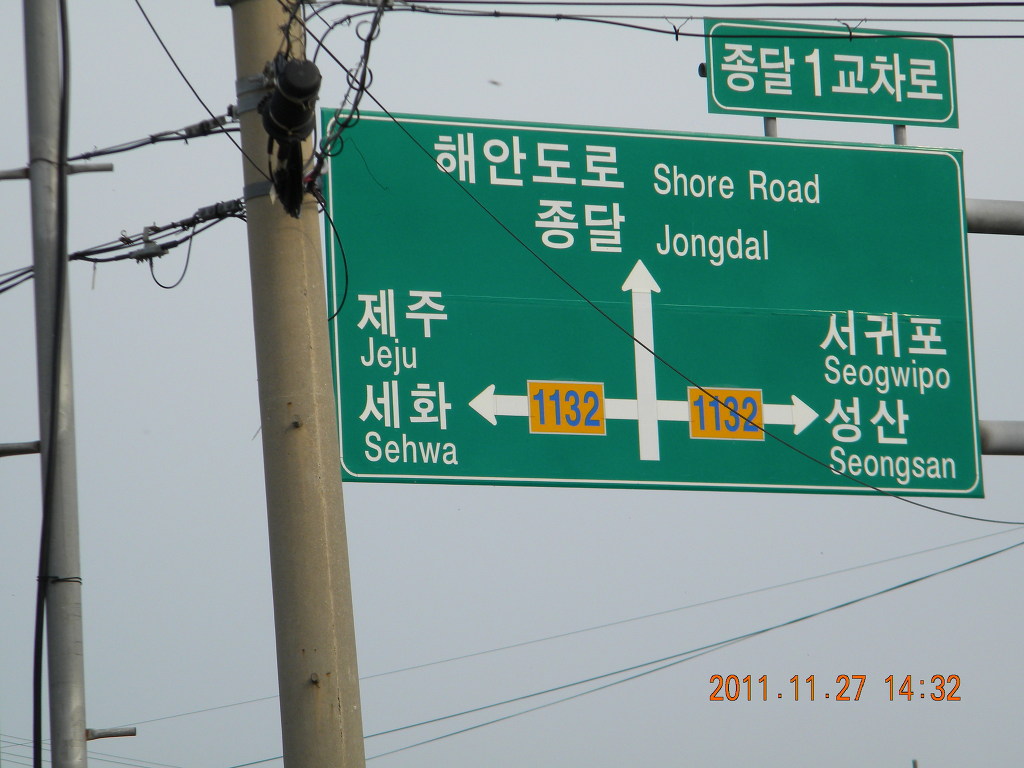 종달1교차로
해안도로 Shore Road
종달 Jongdal
제주
Jeju
세화
Sehwa
1132
1132
서귀포
Seogwipo
성산
Seongsan
2011.11.27 14:32